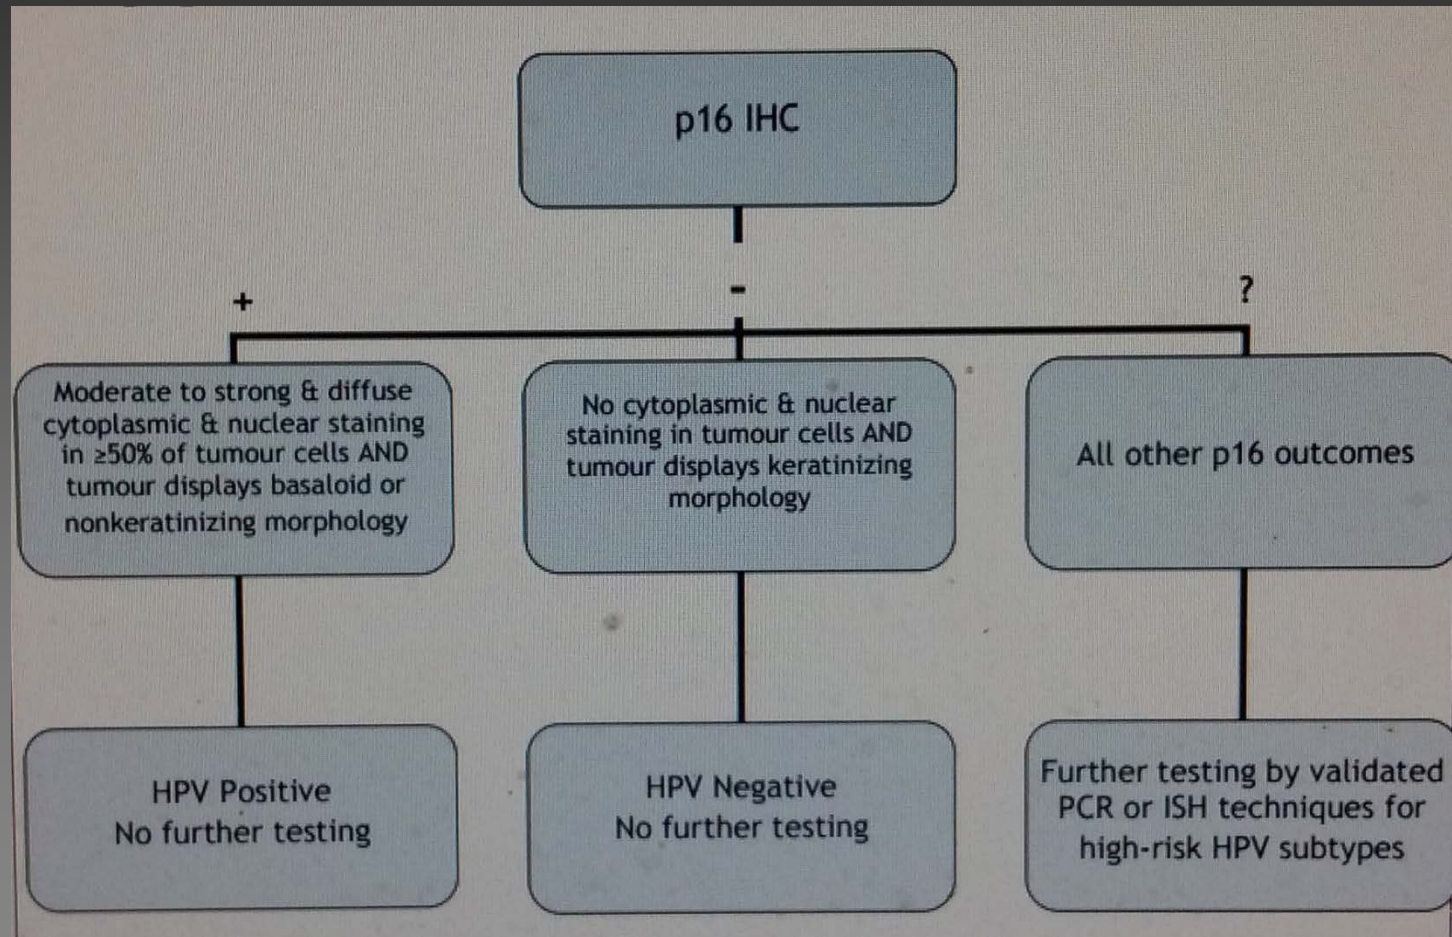 p16 IHC
+
-
?
Moderate to strong & diffuse
cytoplasmic & nuclear staining
in ≥50% of tumour cells AND
tumour displays basaloid or
nonkeratinizing morphology
No cytoplasmic & nuclear
staining in tumour cells AND
tumour displays keratinizing
morphology
All other p16 outcomes
HPV Positive
No further testing
HPV Negative
No further testing
Further testing by validated
PCR or ISH techniques for
high-risk HPV subtypes